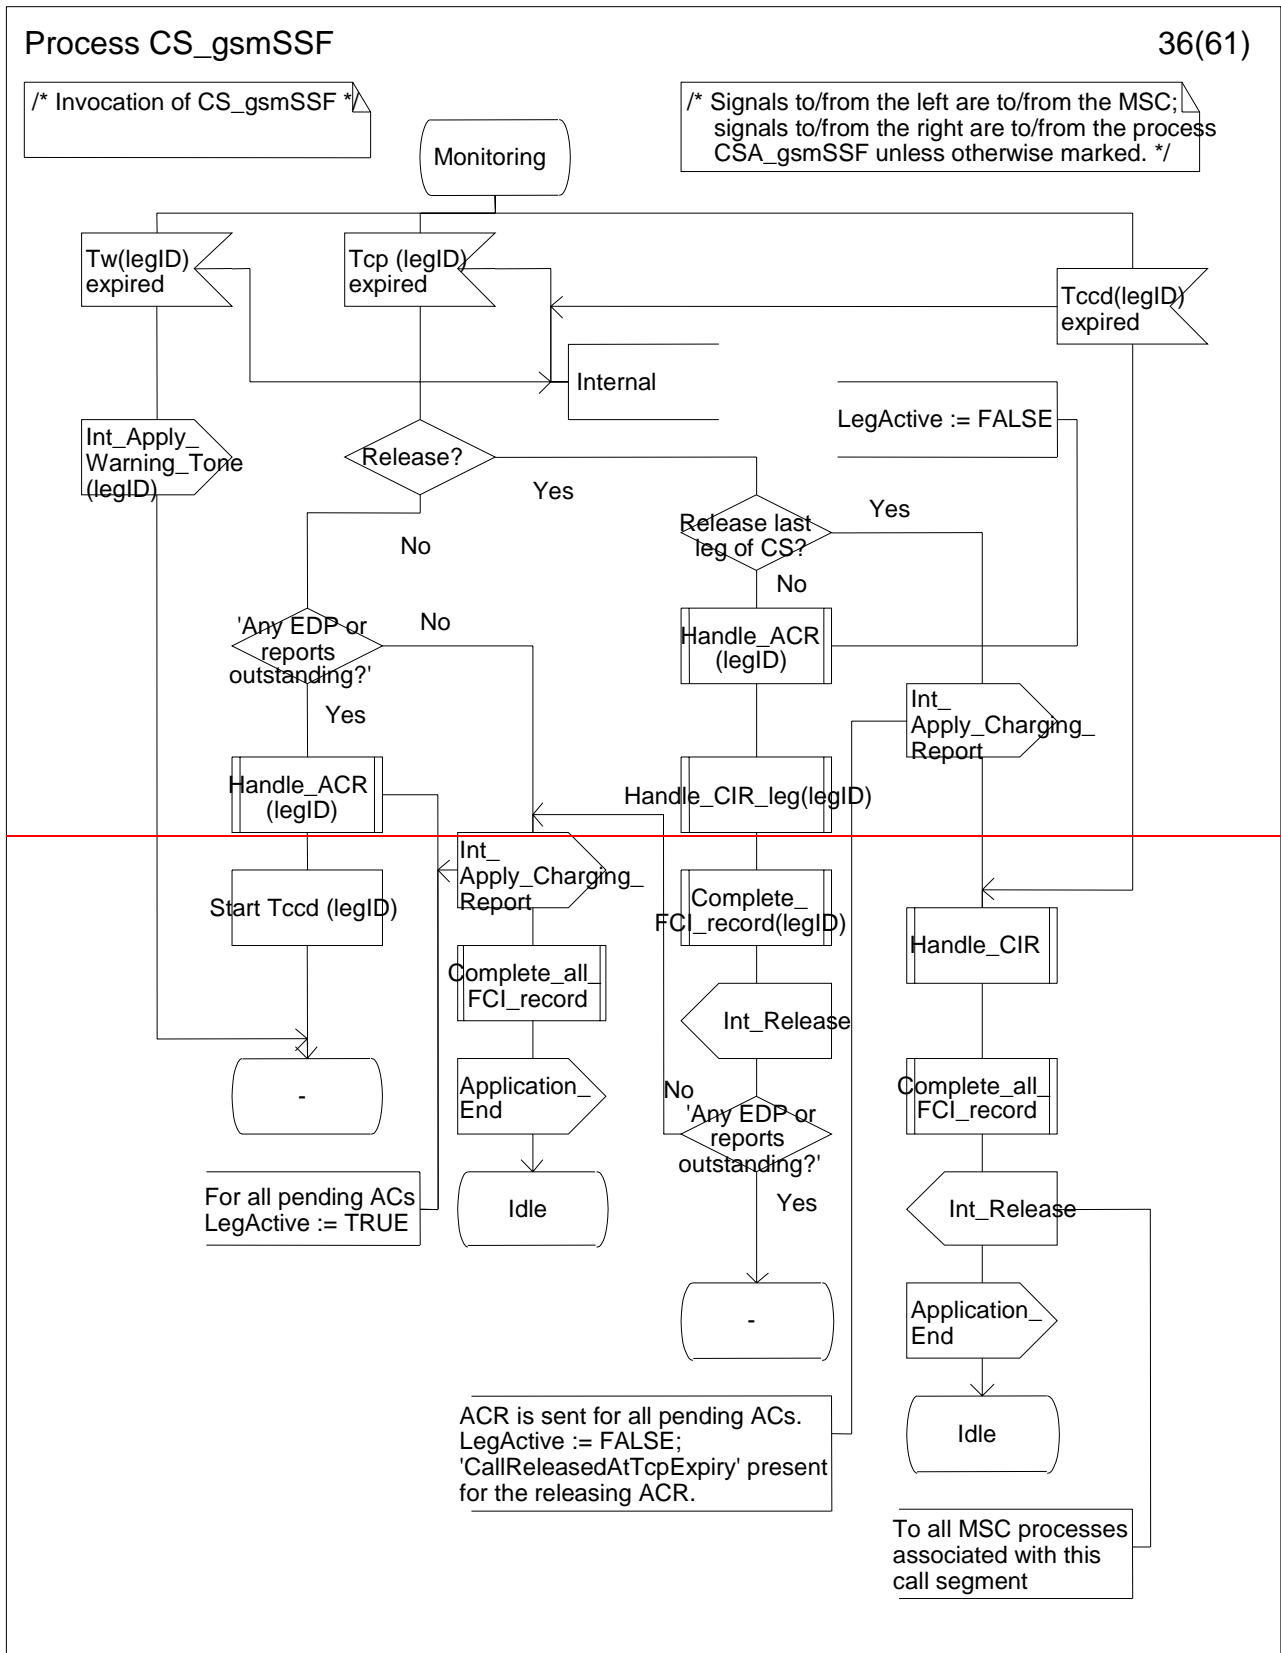 Process CS_gsmSSF
36(61)
/* Invocation of CS_gsmSSF */
/* Signals to/from the left are to/from the MSC;
signals to/from the right are to/from the process
CSA_gsmSSF unless otherwise marked. */
Monitoring
Tw(legID)
expired
Tcp (legID)
expired
Tccd(legID)
expired
Internal
LegActive := FALSE
Int_Apply_
Warning_Tone
(legID)
Release?
Yes
No
Release last
leg of CS?
Yes
No
'Any EDP or
reports
outstanding?'
No
Yes
Handle_ACR
(legID)
Int_
Apply_Charging_
Report
Handle_ACR
(legID)
Handle_CIR_leg(legID)
Int_
Apply_Charging_
Report
Start Tccd (legID)
Complete_
FCI_record(legID)
Handle_CIR
Complete_all_
FCI_record
Int_Release
-
Application_
End
No
'Any EDP or
reports
outstanding?'
Yes
Complete_all_
FCI_record
For all pending ACs
LegActive := TRUE
Idle
Int_Release
-
Application_
End
ACR is sent for all pending ACs.
LegActive := FALSE;
'CallReleasedAtTcpExpiry' present
for the releasing ACR.
Idle
To all MSC processes
associated with this
call segment